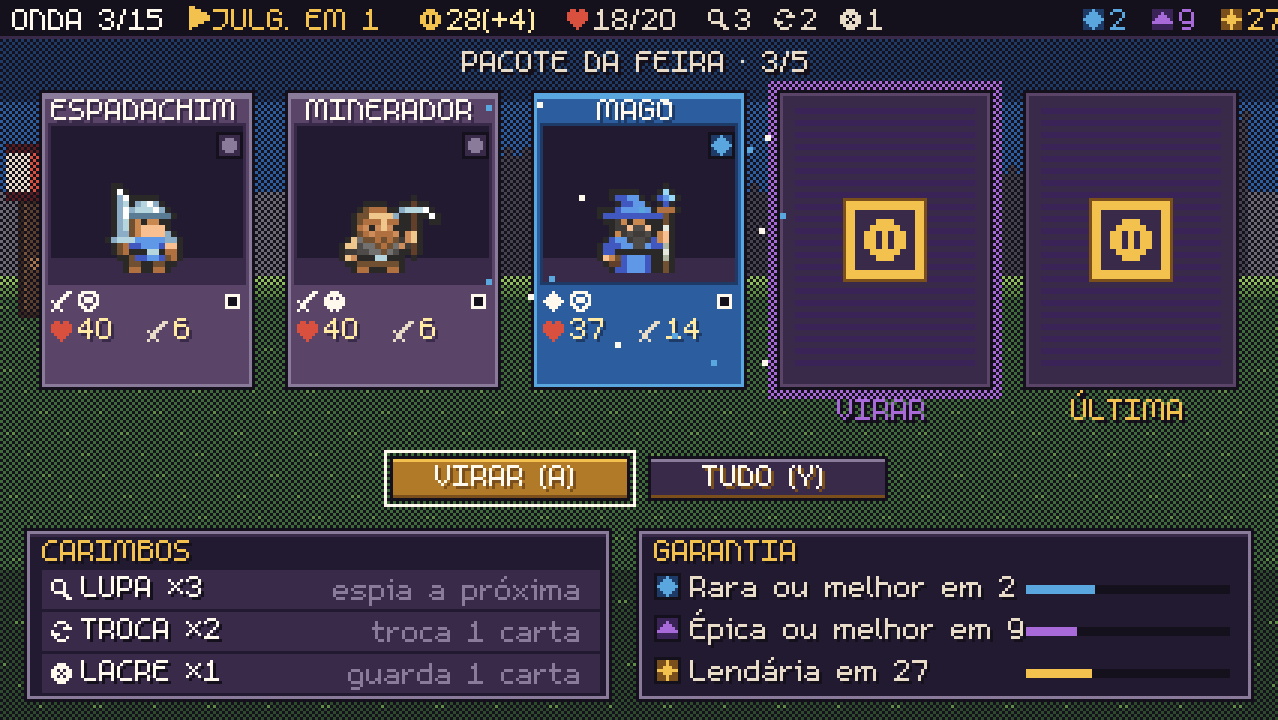 ONDA 3/15 JULG. EM 1 28(+4) 18/20 3 2 1 2 9 27
PACOTE DA FEIRA · 3/5
ESPADACHIM MINERADOR MAGO
40 6 40 6 37 14
VIRAR ÚLTIMA
VIRAR (A) TUDO (Y)
CARIMBOS
LUPA ×3 espia a próxima
TROCA ×2 troca 1 carta
LACRE ×1 guarda 1 carta
GARANTIA
Rara ou melhor em 2
Épica ou melhor em 9
Lendária em 27